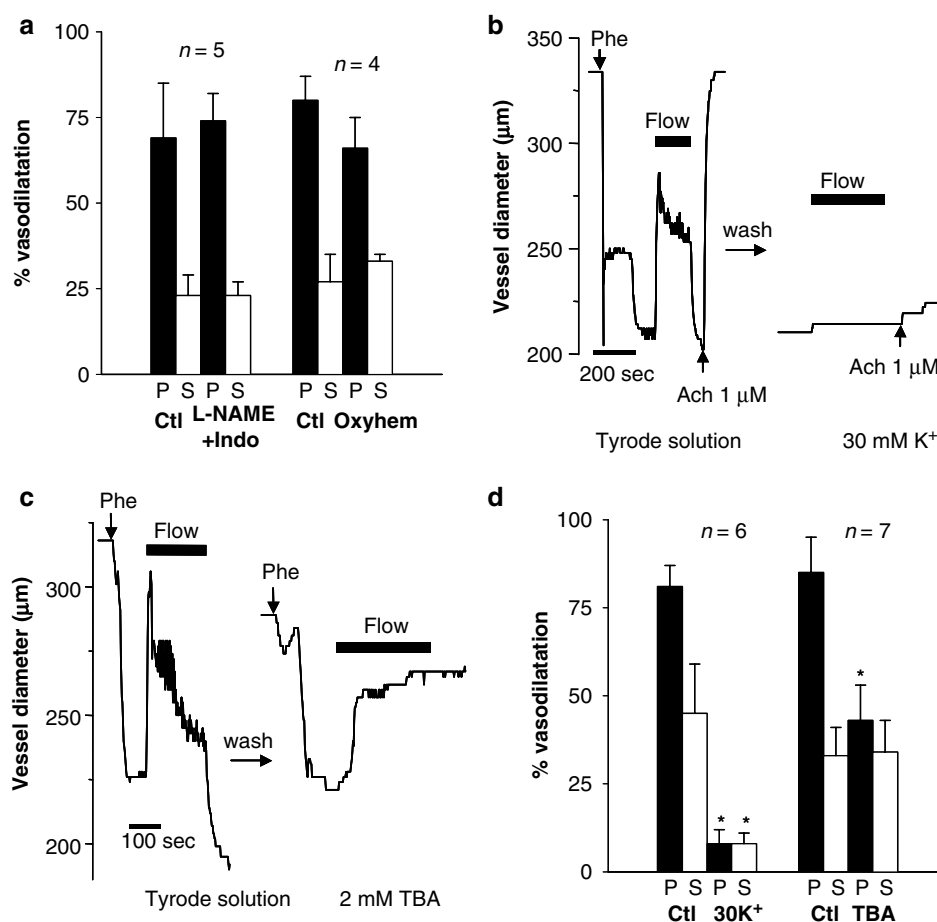 a
100
75
50
25
0
% vasodilatation
n = 5
n = 4
P S P S P S P S
Ctl L-NAME +Indo Ctl Oxyhem
b
350
300
250
200
Vessel diameter (μm)
Phe
Flow
wash
Flow
200 sec
Ach 1 μM
Ach 1 μM
Tyrode solution
30 mM K+
c
300
250
200
Vessel diameter (μm)
Phe
Flow
Phe
Flow
wash
100 sec
Tyrode solution
2 mM TBA
d
100
75
50
25
0
% vasodilatation
n = 6
n = 7
* * *
P S P S P S P S
Ctl 30K+ Ctl TBA